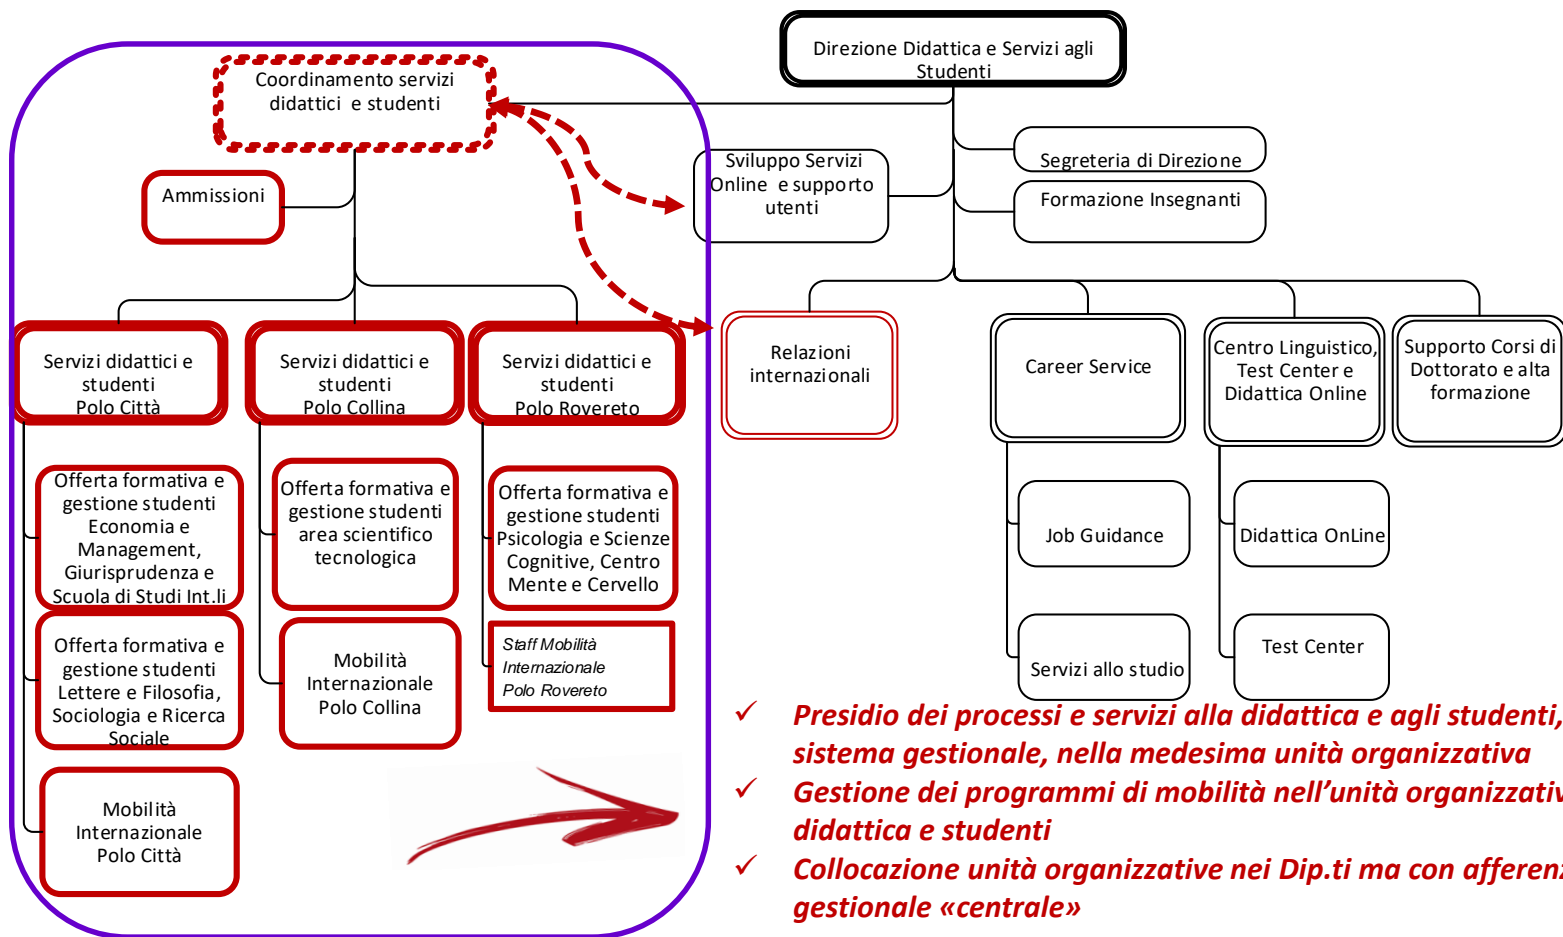 Direzione Didattica e Servizi agli
Studenti
Coordinamento servizi
didattici e studenti
Segreteria di Direzione
Sviluppo Servizi
Online e supporto
utenti
Formazione Insegnanti
Ammissioni
Servizi didattici e
studenti
Polo Città
Servizi didattici e
studenti
Polo Collina
Servizi didattici e
studenti
Polo Rovereto
Relazioni
internazionali
Career Service
Centro Linguistico,
Test Center e
Didattica Online
Supporto Corsi di
Dottorato e alta
formazione
Offerta formativa e
gestione studenti
Economia e
Management,
Giurisprudenza e
Scuola di Studi Int.li
Offerta formativa e
gestione studenti
area scientifico
tecnologica
Offerta formativa e
gestione studenti
Psicologia e Scienze
Cognitive, Centro
Mente e Cervello
Job Guidance
Didattica OnLine
Offerta formativa e
gestione studenti
Lettere e Filosofia,
Sociologia e Ricerca
Sociale
Mobilità
Internazionale
Polo Collina
Staff Mobilità
Internazionale
Polo Rovereto
Servizi allo studio
Test Center
Mobilità
Internazionale
Polo Città
✓ Presidio dei processi e servizi alla didattica e agli studenti,
sistema gestionale, nella medesima unità organizzativa
✓ Gestione dei programmi di mobilità nell’unità organizzativ
didattica e studenti
✓ Collocazione unità organizzative nei Dip.ti ma con afferenz
gestionale «centrale»